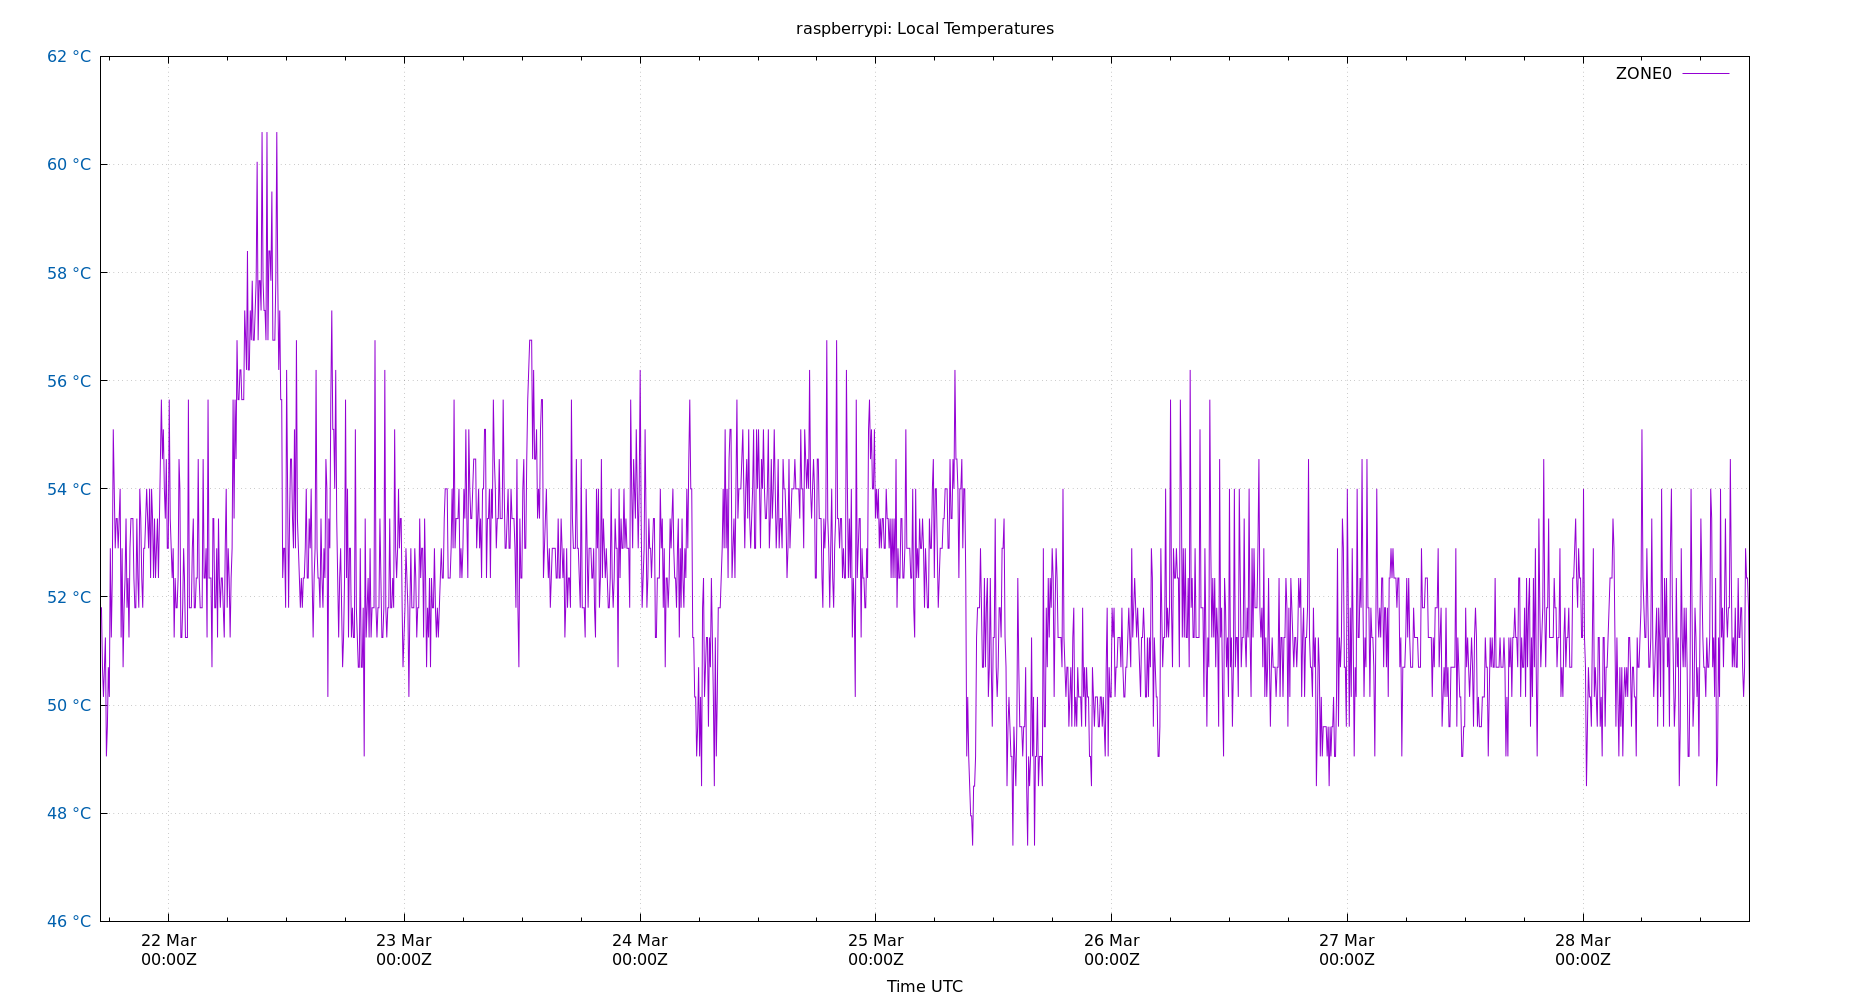 raspberrypi: Local Temperatures
62 °C
60 °C
58 °C
56 °C
54 °C
52 °C
50 °C
48 °C
46 °C
ZONE0
22 Mar
00:00Z
23 Mar
00:00Z
24 Mar
00:00Z
25 Mar
00:00Z
26 Mar
00:00Z
27 Mar
00:00Z
28 Mar
00:00Z
Time UTC